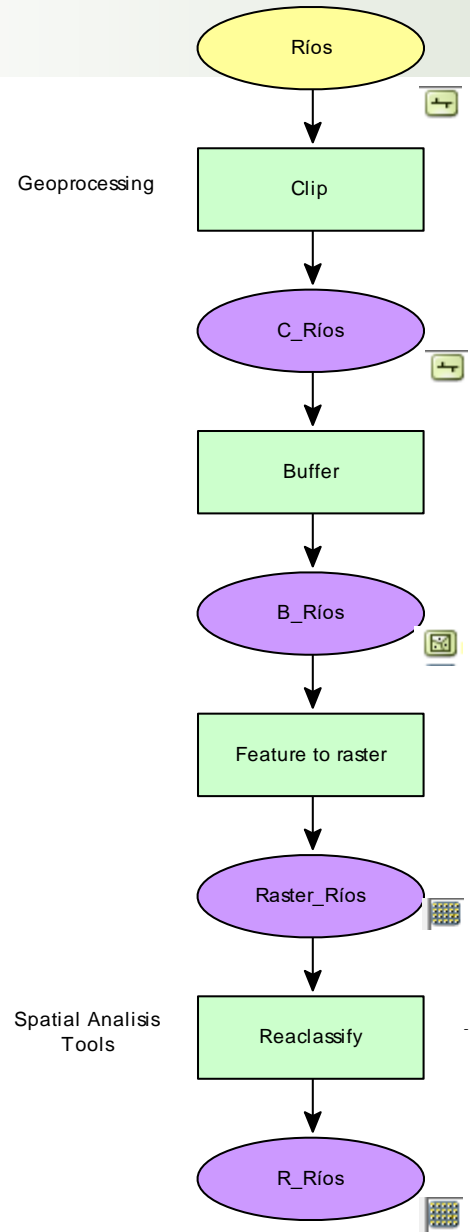 Ríos
Geoprocessing
Clip
C_Ríos
Buffer
B_Ríos
Feature to raster
Raster_Ríos
Spatial Analisis
Tools
Reaclassify
R_Ríos